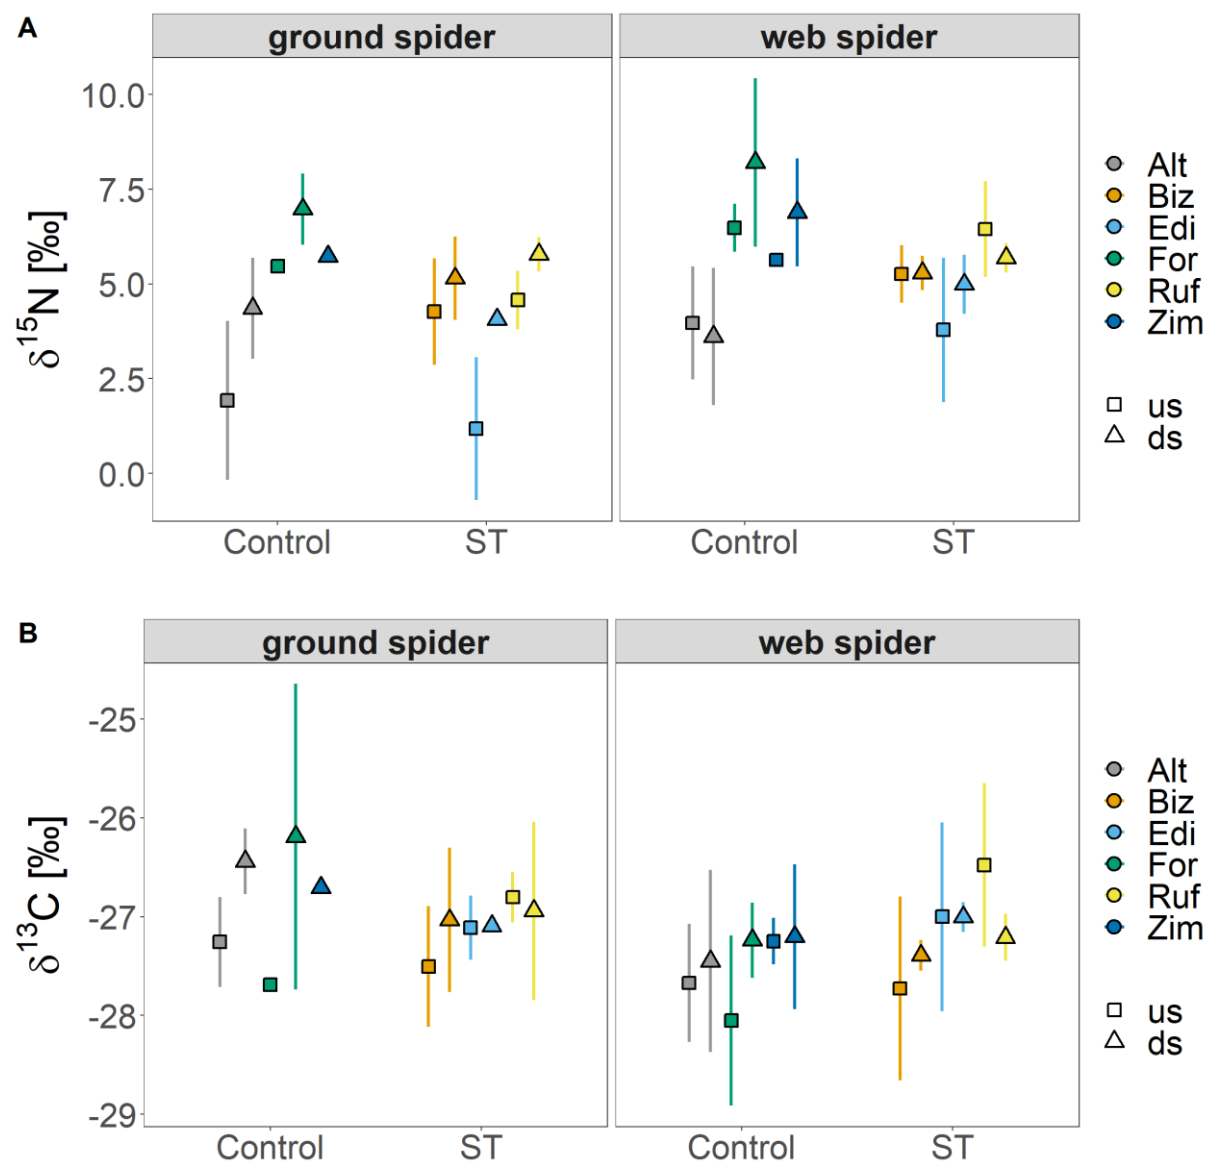 A
ground spider
web spider
δ15N [‰]
10.0
7.5
5.0
2.5
0.0
Control
ST
Control
ST
Alt
Biz
Edi
For
Ruf
Zim
us
ds
B
ground spider
web spider
δ13C [‰]
-25
-26
-27
-28
-29
Control
ST
Control
ST
Alt
Biz
Edi
For
Ruf
Zim
us
ds